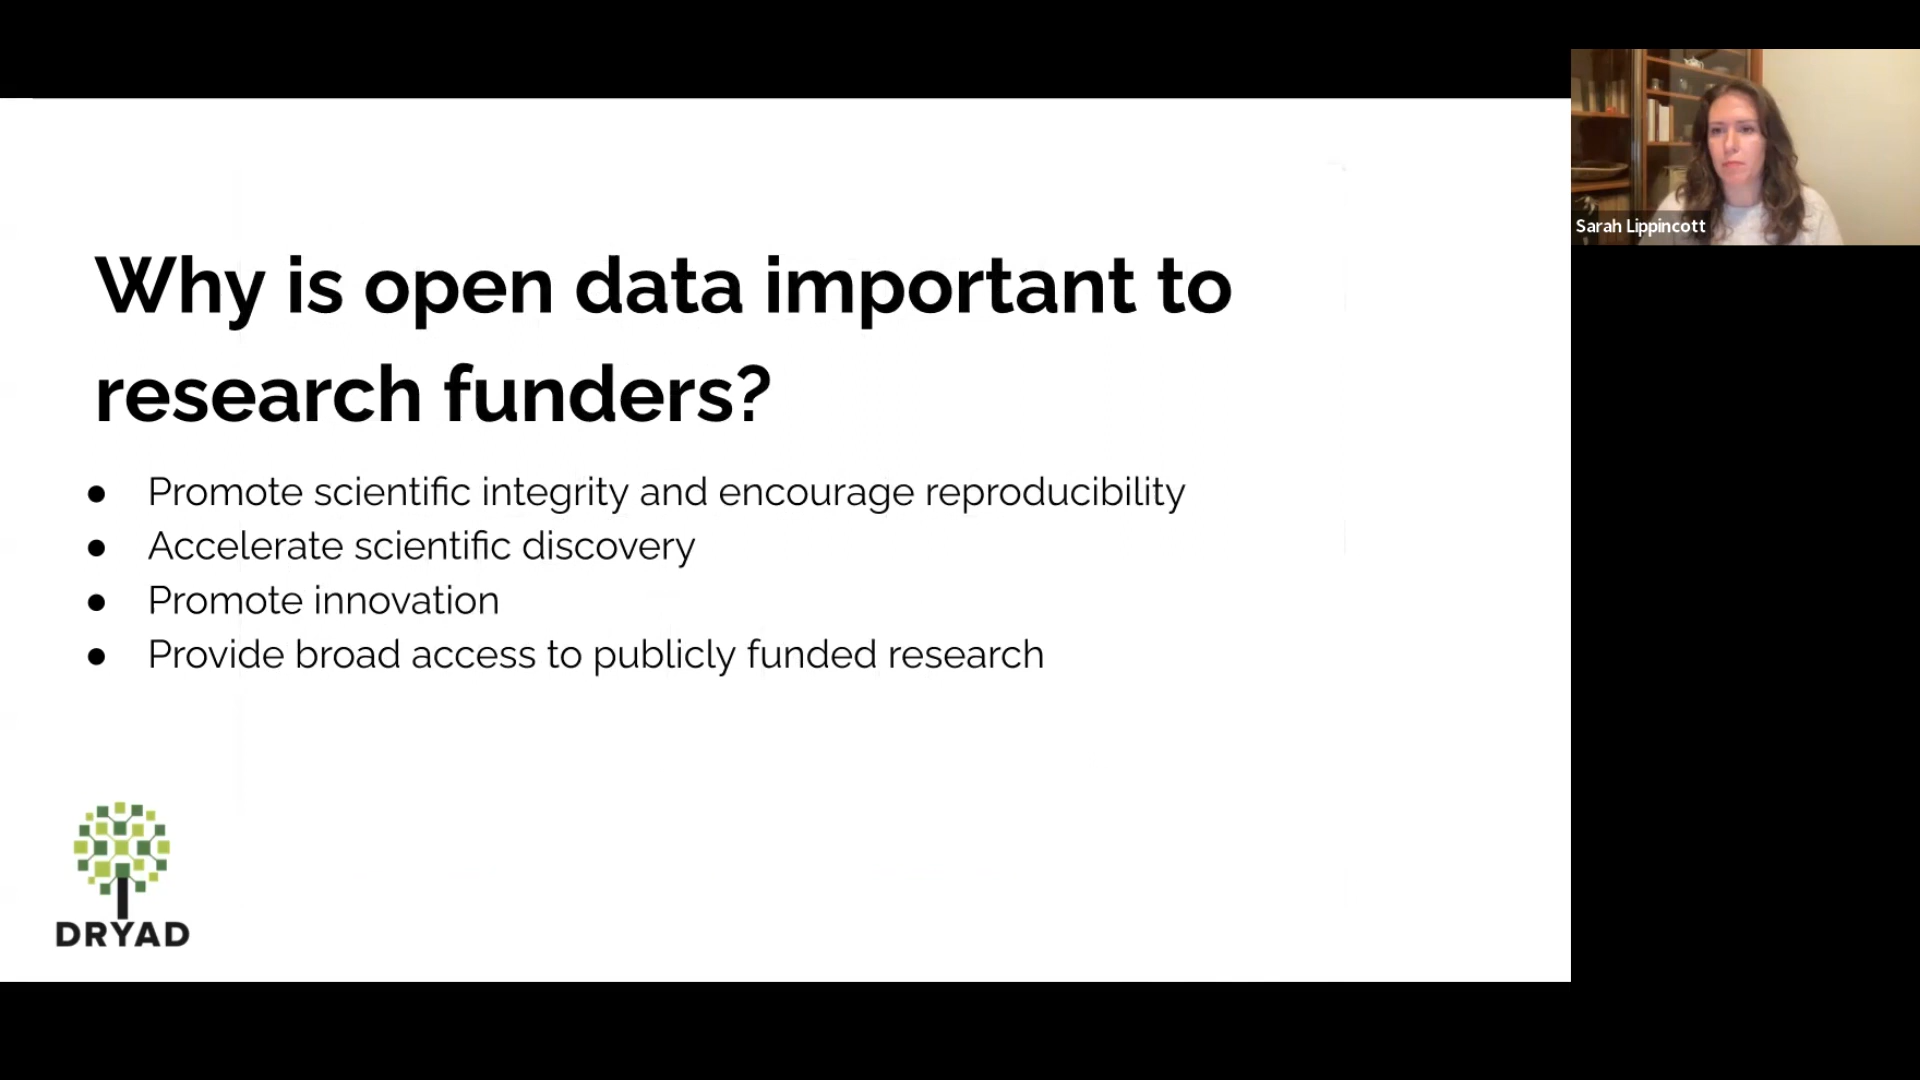 Why is open data important to
research funders?
● Promote scientific integrity and encourage reproducibility
● Accelerate scientific discovery
● Promote innovation
● Provide broad access to publicly funded research
DRYAD
Sarah Lippincott